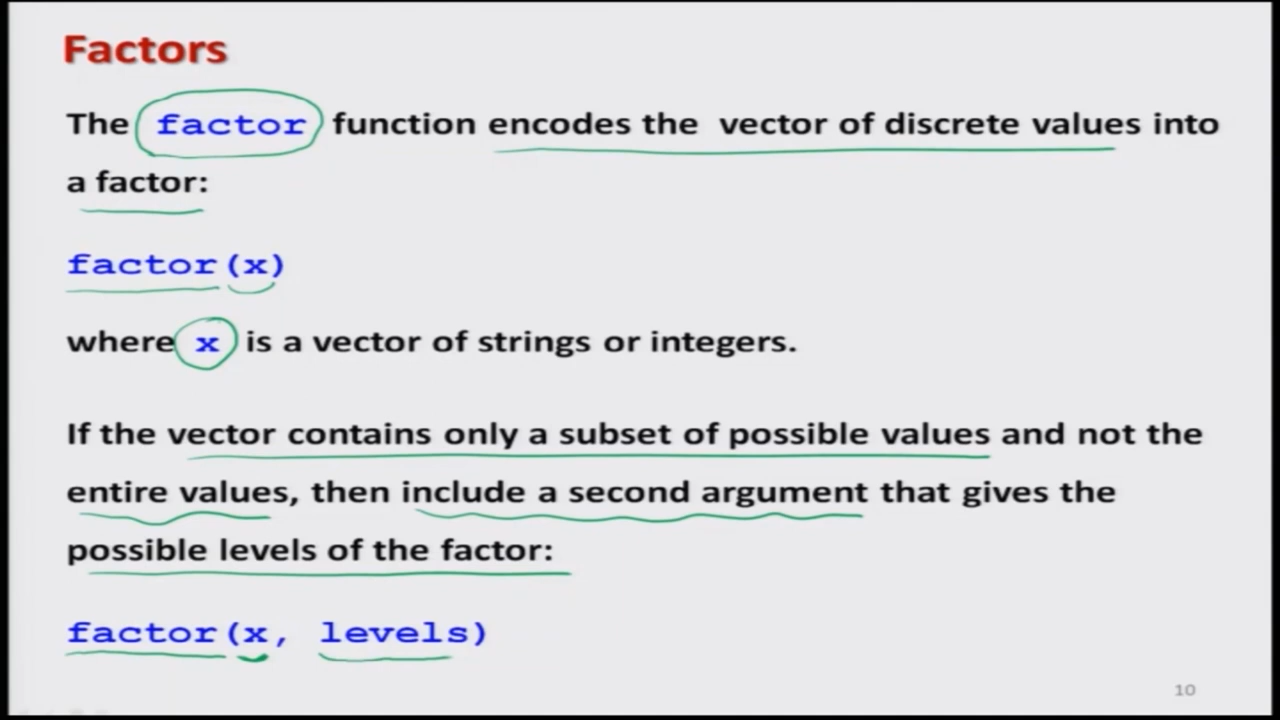 Factors
The factor function encodes the vector of discrete values into
a factor:
factor(x)
where x is a vector of strings or integers.
If the vector contains only a subset of possible values and not the
entire values, then include a second argument that gives the
possible levels of the factor:
factor(x, levels)
10